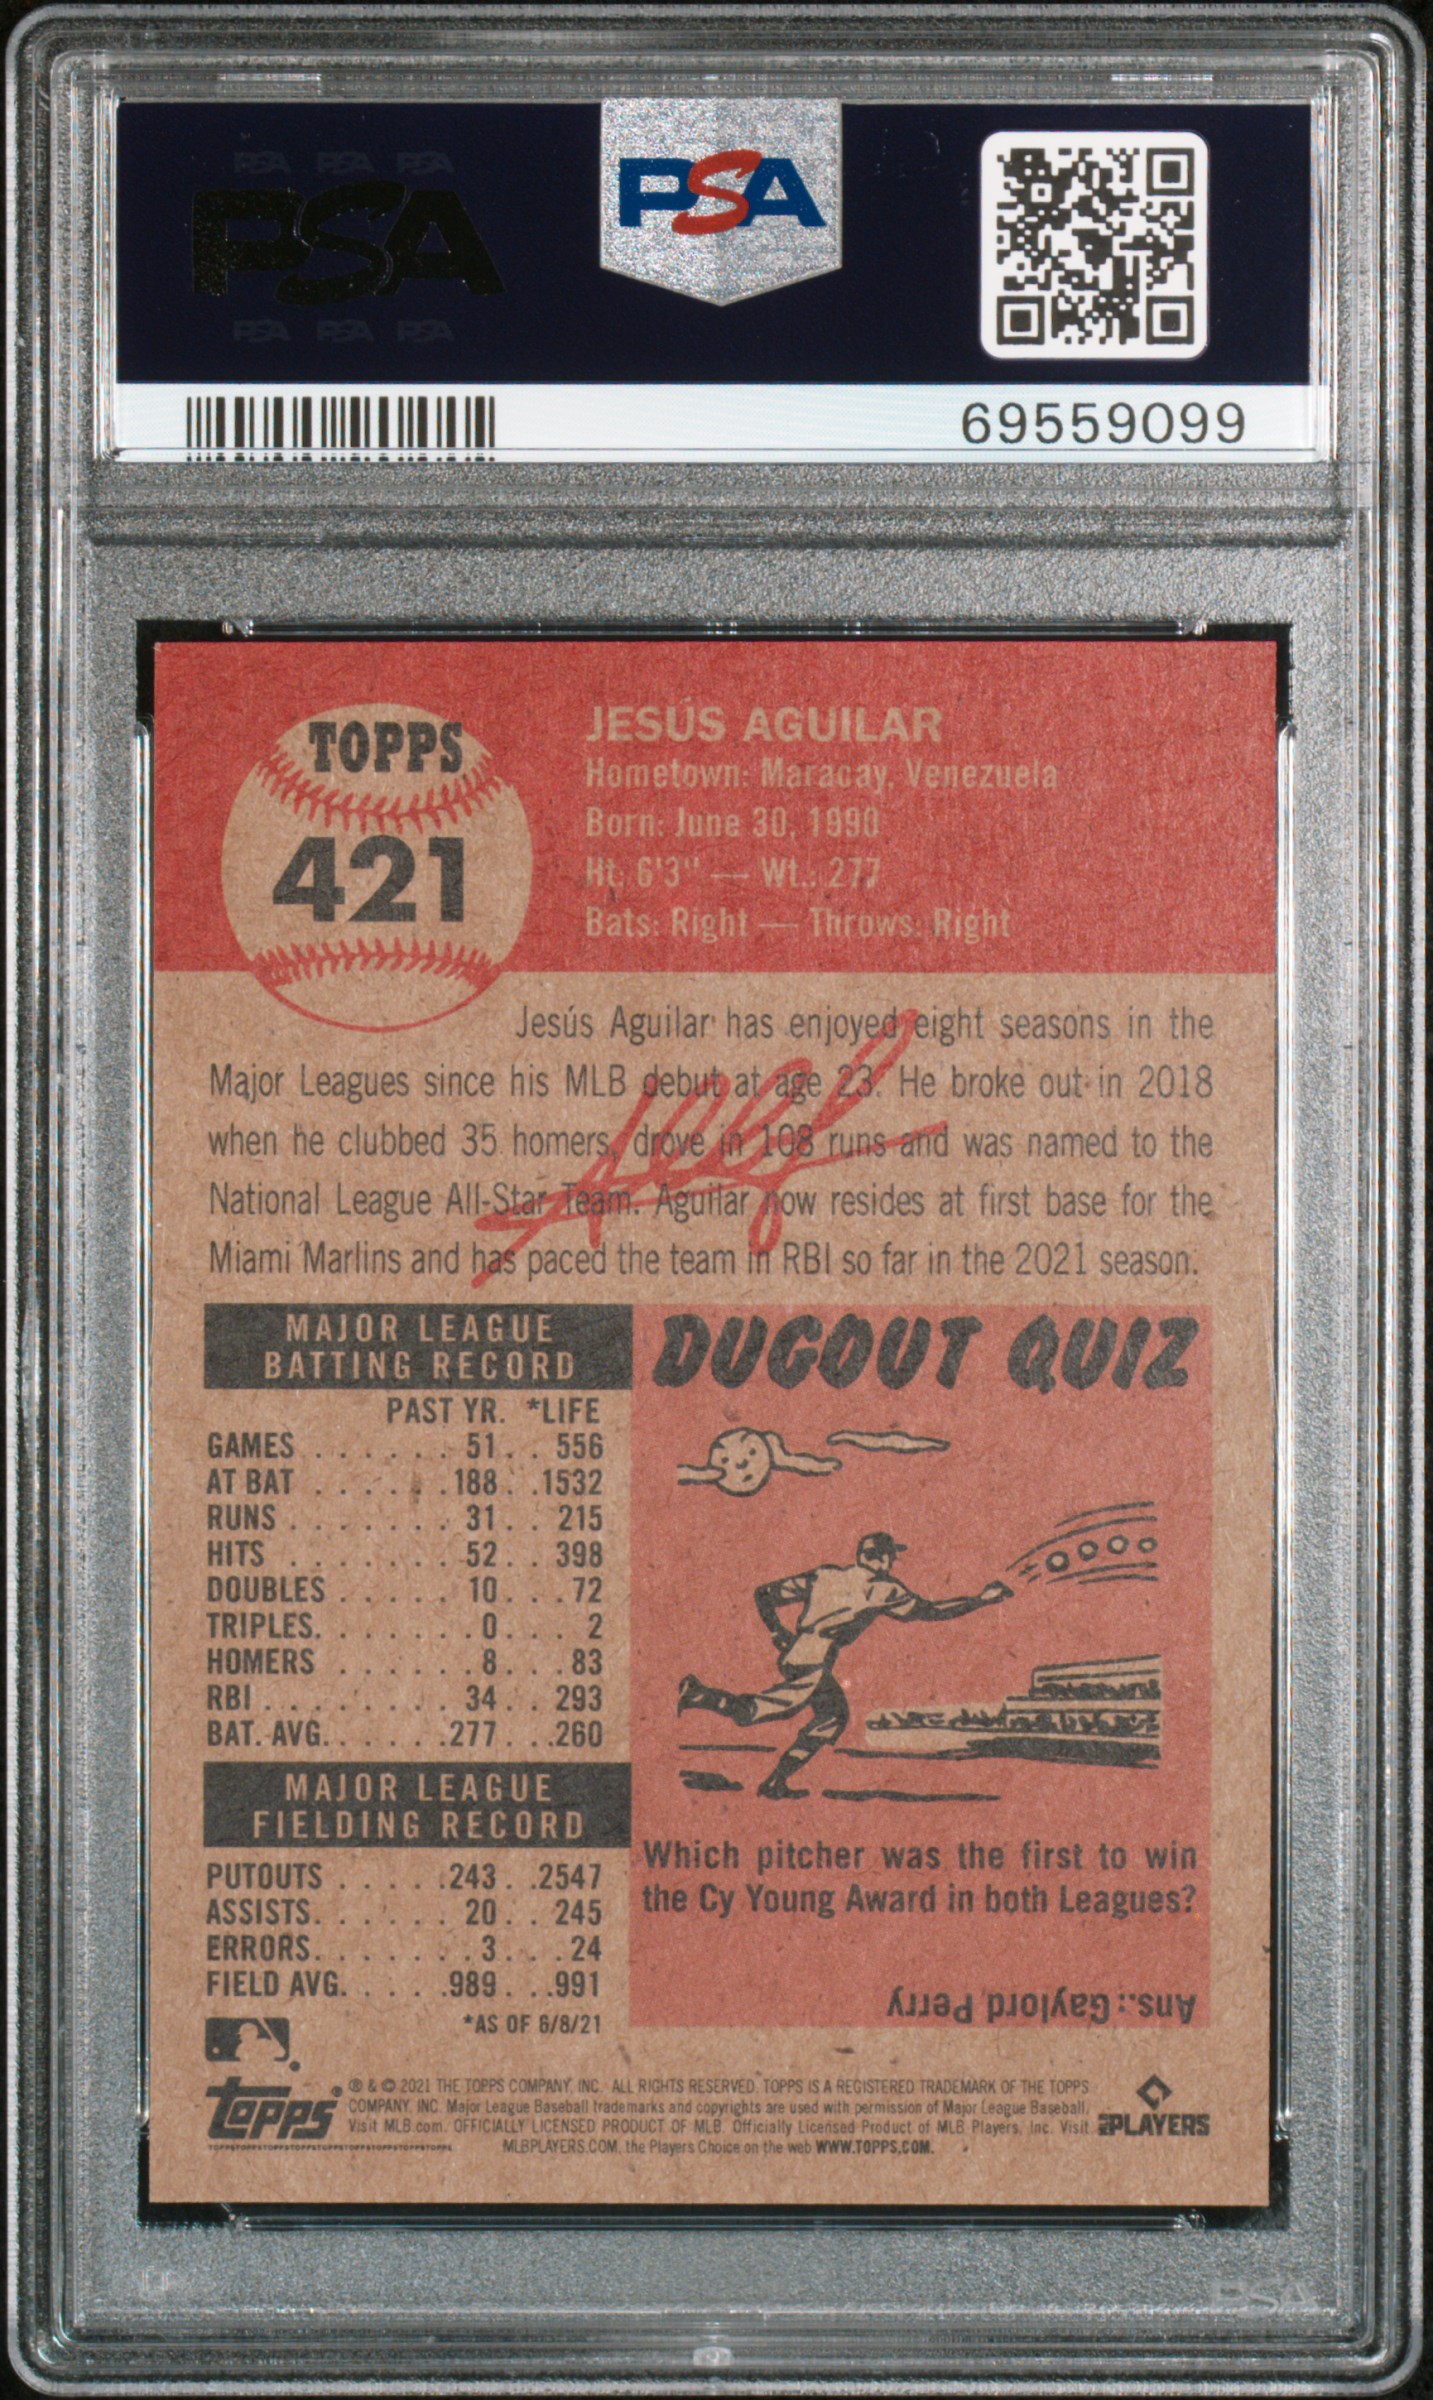 PSA PSA PSA
PSA
PSA PSA PSA
PSA
69559099
TOPPS
421
JESÚS AGUILAR
Hometown: Maracay, Venezuela
Born: June 30, 1990
Ht: 6'3" — Wt.: 277
Bats: Right — Throws: Right
Jesús Aguilar has enjoyed eight seasons in the
Major Leagues since his MLB debut at age 23. He broke out in 2018
when he clubbed 35 homers, drove in 108 runs and was named to the
National League All-Star Team. Aguilar now resides at first base for the
Miami Marlins and has paced the team in RBI so far in the 2021 season.
MAJOR LEAGUE
BATTING RECORD
PAST YR. *LIFE
GAMES . . . . . . 51 . . 556
AT BAT . . . . . .188 . .1532
RUNS . . . . . . . 31 . . 215
HITS . . . . . . . 52 . . 398
DOUBLES . . . . . 10 . . . 72
TRIPLES. . . . . . . 0 . . . 2
HOMERS . . . . . . 8 . . . 83
RBI . . . . . . . . 34 . . 293
BAT. AVG. . . . . .277 . . .260
MAJOR LEAGUE
FIELDING RECORD
PUTOUTS . . . . .243 . .2547
ASSISTS. . . . . . 20 . . 245
ERRORS. . . . . . . 3 . . . 24
FIELD AVG. . . . .989 . . .991
*AS OF 6/8/21
DUGOUT QUIZ
Which pitcher was the first to win
the Cy Young Award in both Leagues?
Ans.: Gaylord Perry
topps
® & © 2021 THE TOPPS COMPANY, INC. ALL RIGHTS RESERVED. TOPPS IS A REGISTERED TRADEMARK OF THE TOPPS
COMPANY, INC. Major League Baseball trademarks and copyrights are used with permission of Major League Baseball.
Visit MLB.com. OFFICIALLY LICENSED PRODUCT OF MLB. Officially Licensed Product of MLB Players, Inc. Visit
MLBPLAYERS.COM, the Players Choice on the web WWW.TOPPS.COM.
PLAYERS
PSA